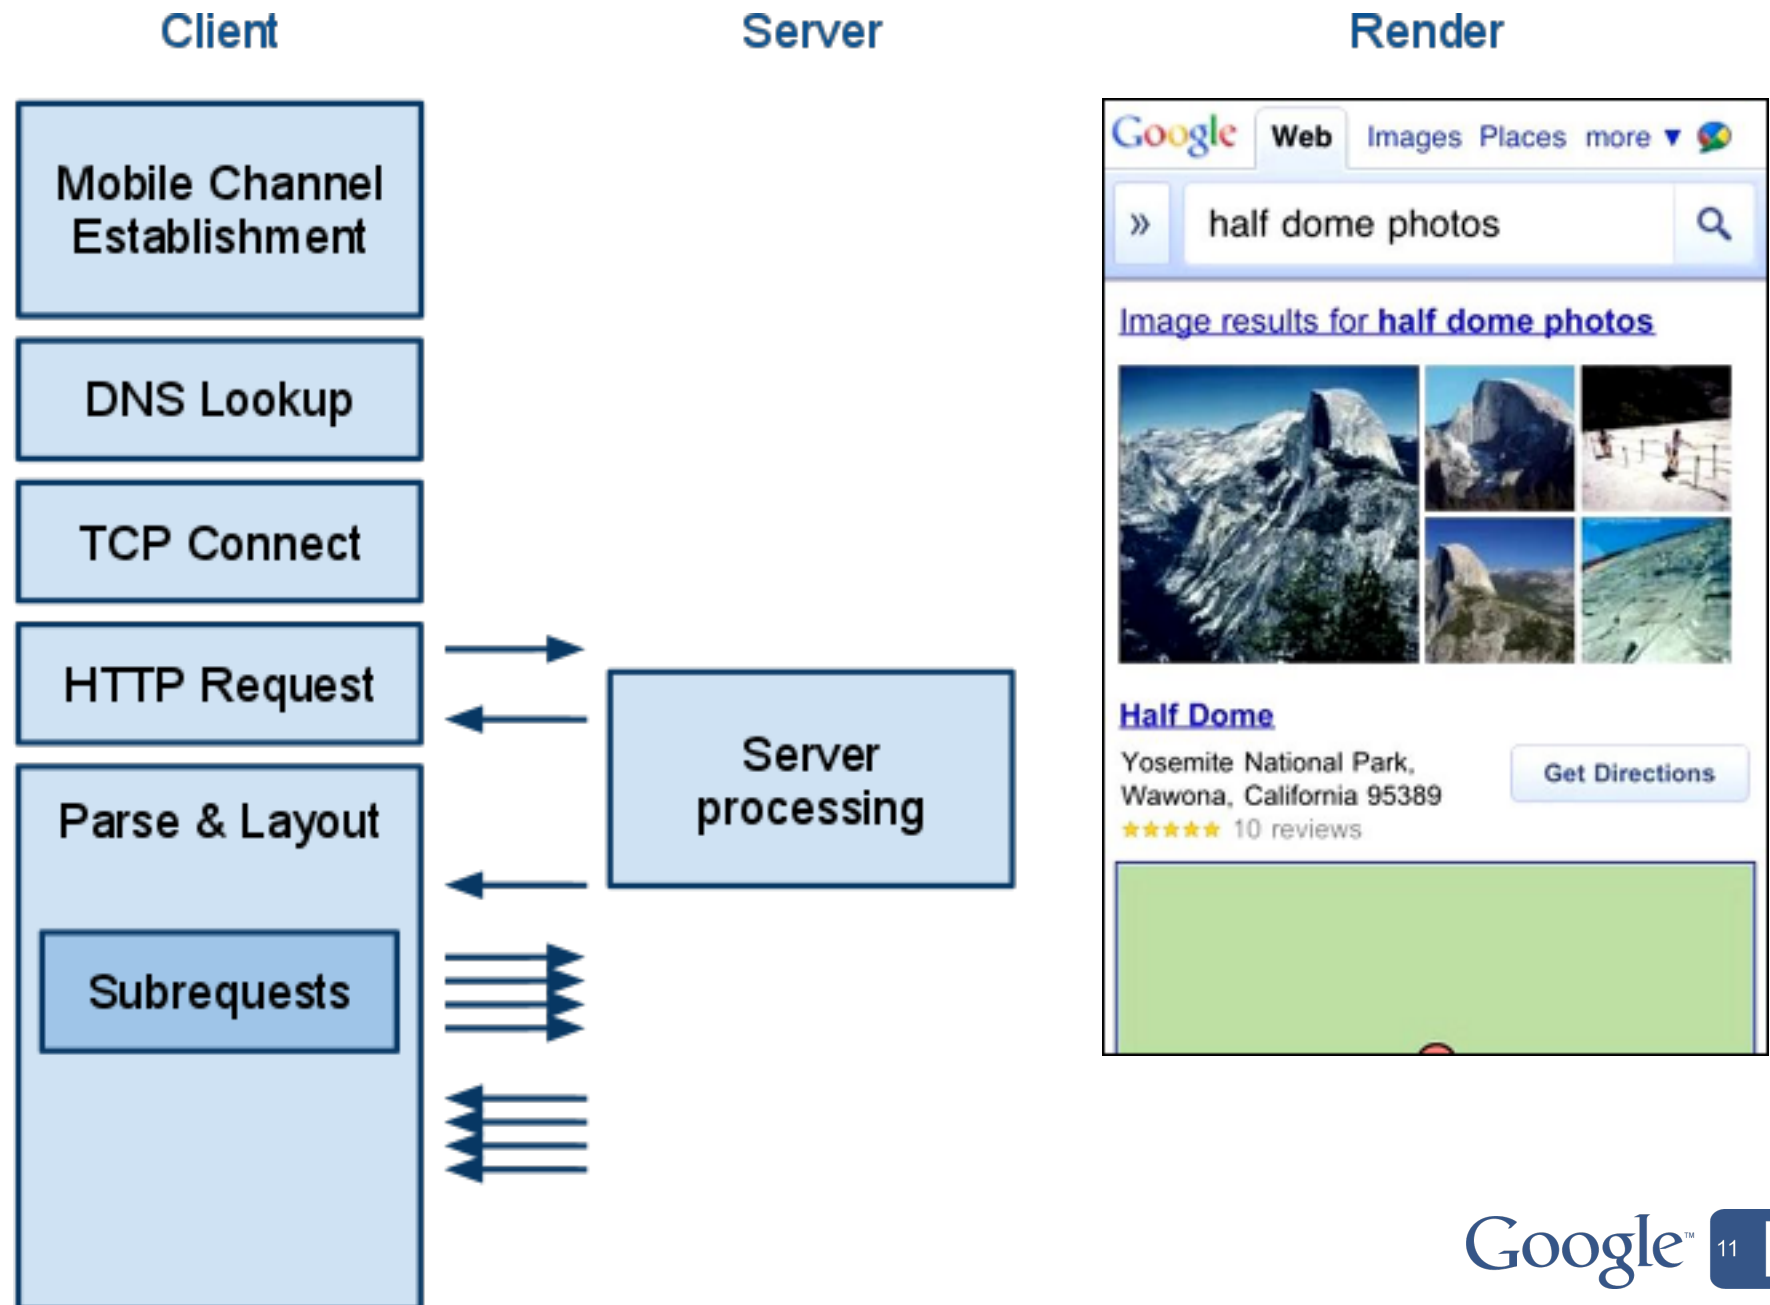 Client
Server
Render
Mobile Channel
Establishment
DNS Lookup
TCP Connect
HTTP Request
Parse & Layout
Subrequests
Server
processing
Google Web Images Places more ▼
» half dome photos
Image results for half dome photos
Half Dome
Yosemite National Park,
Wawona, California 95389
10 reviews
Get Directions
Google™ 11